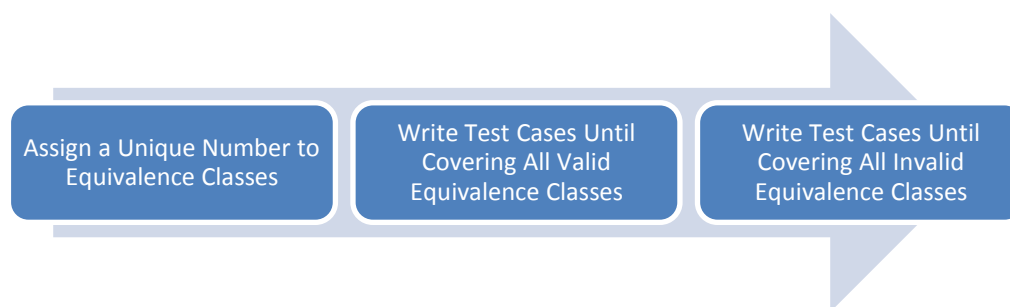 Assign a Unique Number to
Equivalence Classes
Write Test Cases Until
Covering All Valid
Equivalence Classes
Write Test Cases Until
Covering All Invalid
Equivalence Classes